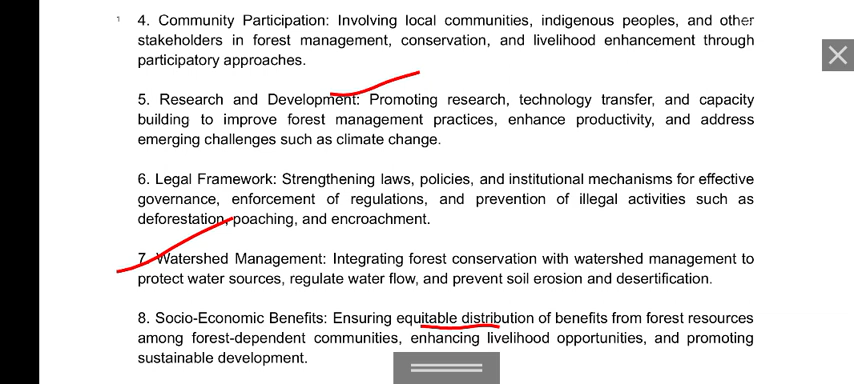 4. Community Participation: Involving local communities, indigenous peoples, and other
stakeholders in forest management, conservation, and livelihood enhancement through
participatory approaches.
5. Research and Development: Promoting research, technology transfer, and capacity
building to improve forest management practices, enhance productivity, and address
emerging challenges such as climate change.
6. Legal Framework: Strengthening laws, policies, and institutional mechanisms for effective
governance, enforcement of regulations, and prevention of illegal activities such as
deforestation, poaching, and encroachment.
7. Watershed Management: Integrating forest conservation with watershed management to
protect water sources, regulate water flow, and prevent soil erosion and desertification.
8. Socio-Economic Benefits: Ensuring equitable distribution of benefits from forest resources
among forest-dependent communities, enhancing livelihood opportunities, and promoting
sustainable development.